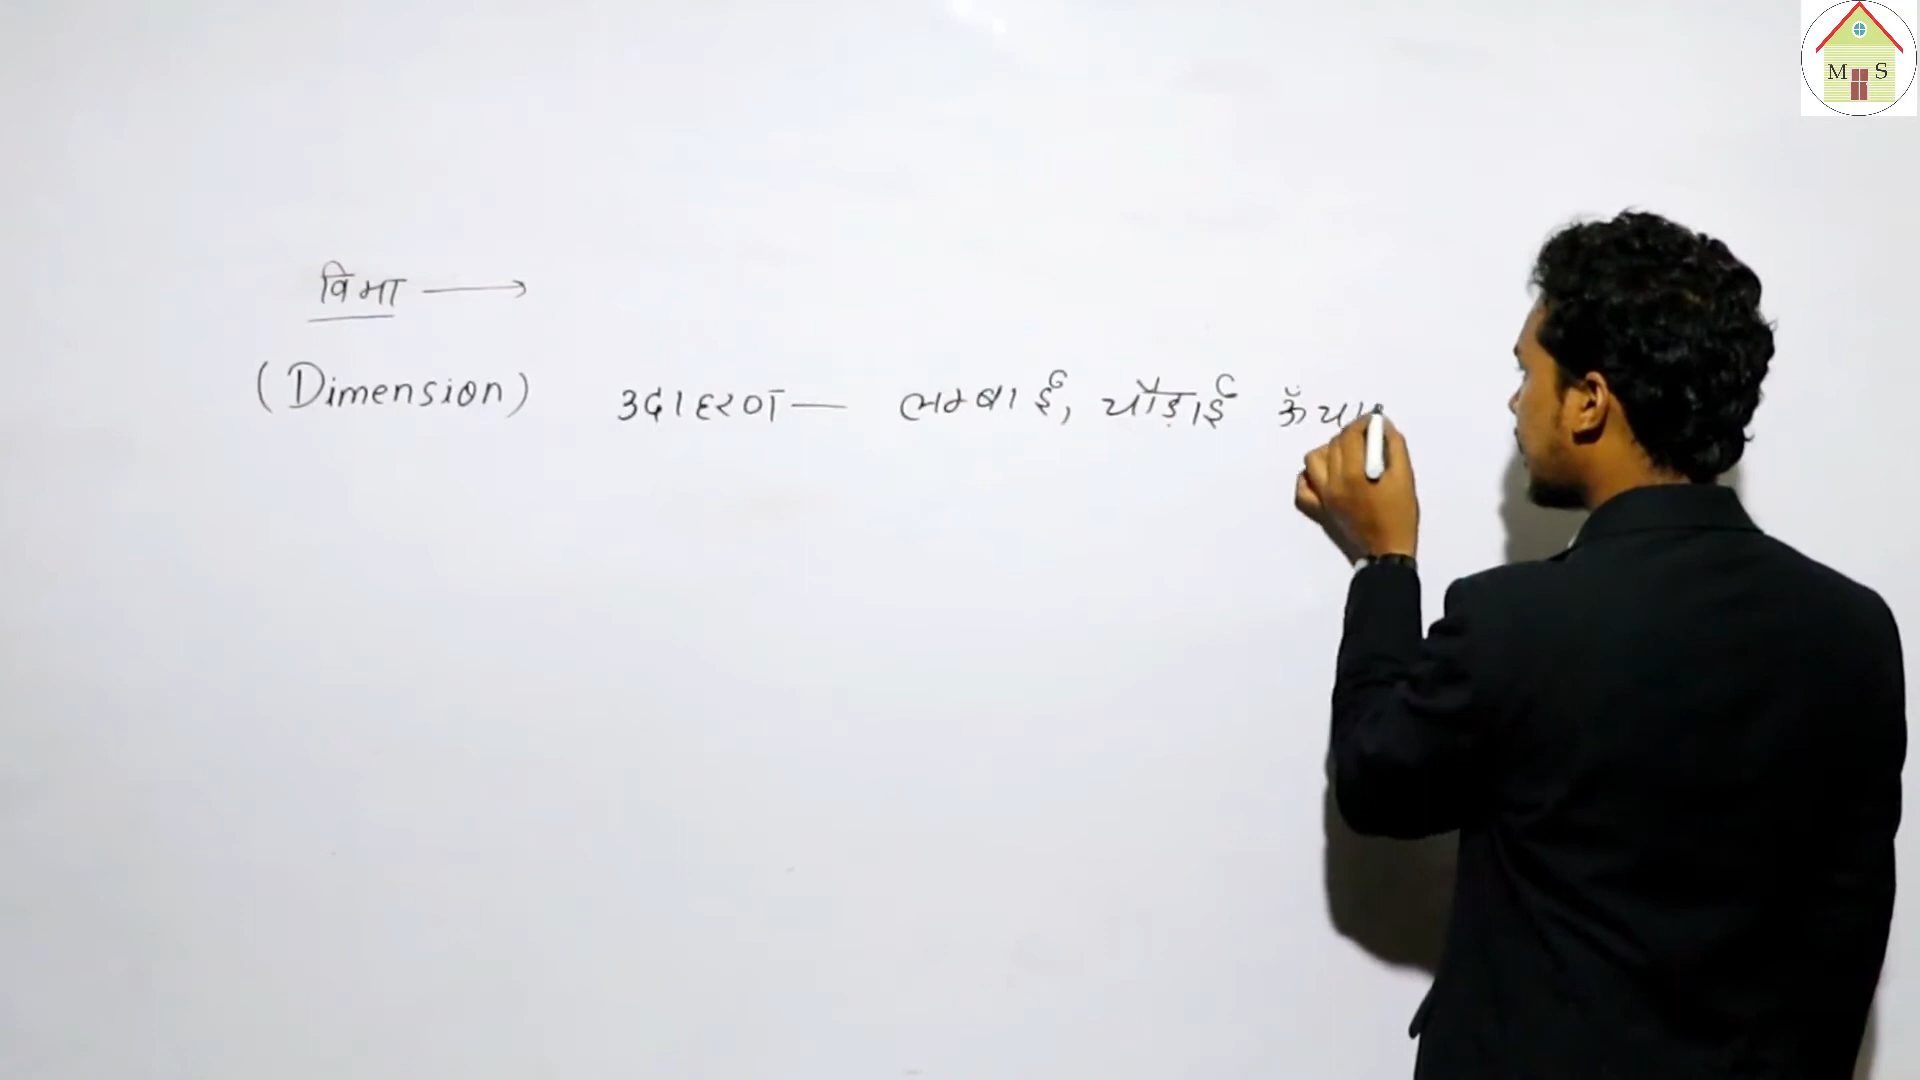 विमा →
(Dimension) उदाहरण — लम्बाई, चौड़ाई
M S